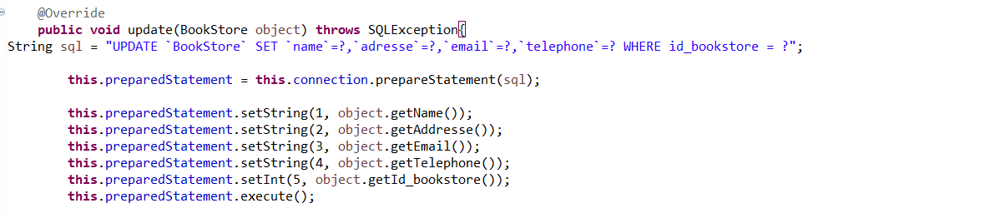 @Override
public void update(BookStore object) throws SQLException{
String sql = "UPDATE `BookStore` SET `name`=?,`adresse`=?,`email`=?,`telephone`=? WHERE id_bookstore = ?";
this.preparedStatement = this.connection.prepareStatement(sql);
this.preparedStatement.setString(1, object.getName());
this.preparedStatement.setString(2, object.getAddresse());
this.preparedStatement.setString(3, object.getEmail());
this.preparedStatement.setString(4, object.getTelephone());
this.preparedStatement.setInt(5, object.getId_bookstore());
this.preparedStatement.execute();